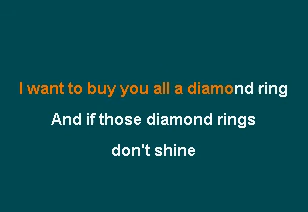 I want to buy you all a diamond ring
And if those diamond rings
don't shine